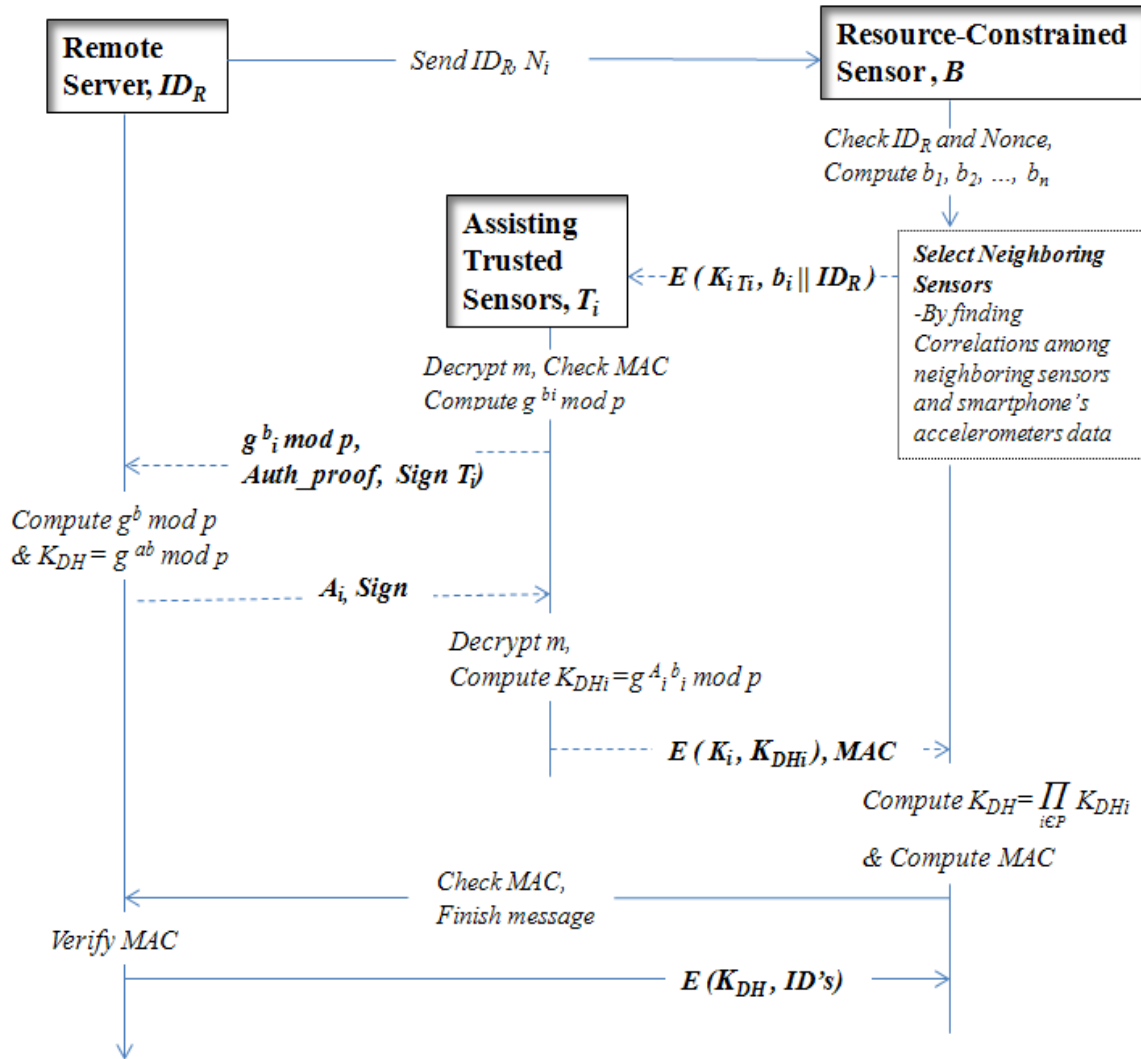 Remote
Server, ID_R
Send ID_R, N_i
Resource-Constrained
Sensor , B
Check ID_R and Nonce,
Compute b_1, b_2, ..., b_n
Assisting
Trusted
Sensors, T_i
E ( K_i T_i, b_i || ID_R )
Select Neighboring
Sensors
-By finding
Correlations among
neighboring sensors
and smartphone's
accelerometers data
Decrypt m, Check MAC
Compute g^bi mod p
g^b_i mod p,
Auth_proof, Sign T_i)
Compute g^b mod p
& K_DH = g^ab mod p
A_i, Sign
Decrypt m,
Compute K_DHi=g^A_i^b_i mod p
E ( K_i, K_DHi), MAC
Compute K_DH= ∏ K_DHi
i∈P
& Compute MAC
Check MAC,
Finish message
Verify MAC
E (K_DH, ID's)